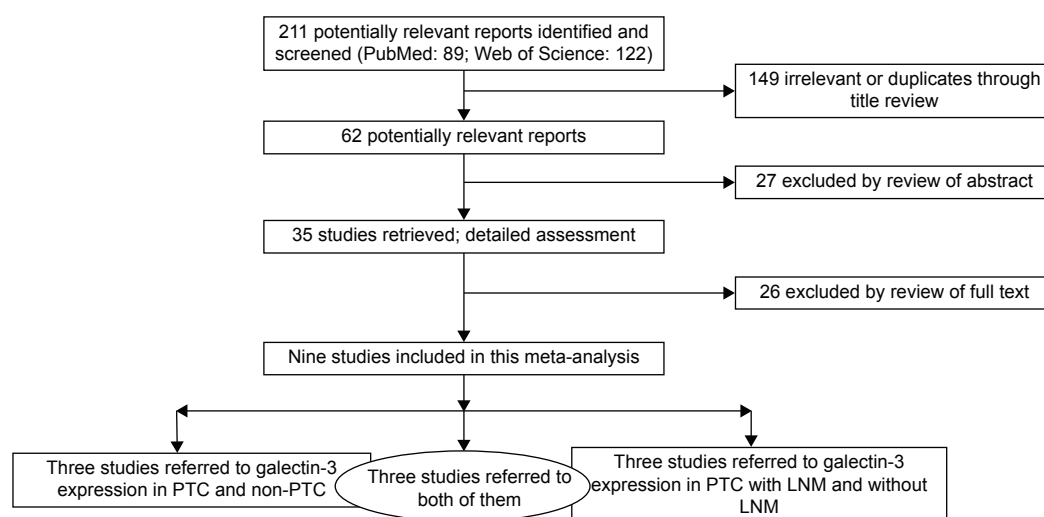 211 potentially relevant reports identified and
screened (PubMed: 89; Web of Science: 122)
149 irrelevant or duplicates through
title review
62 potentially relevant reports
27 excluded by review of abstract
35 studies retrieved; detailed assessment
26 excluded by review of full text
Nine studies included in this meta-analysis
Three studies referred to galectin-3
expression in PTC and non-PTC
Three studies referred to
both of them
Three studies referred to galectin-3
expression in PTC with LNM and without
LNM